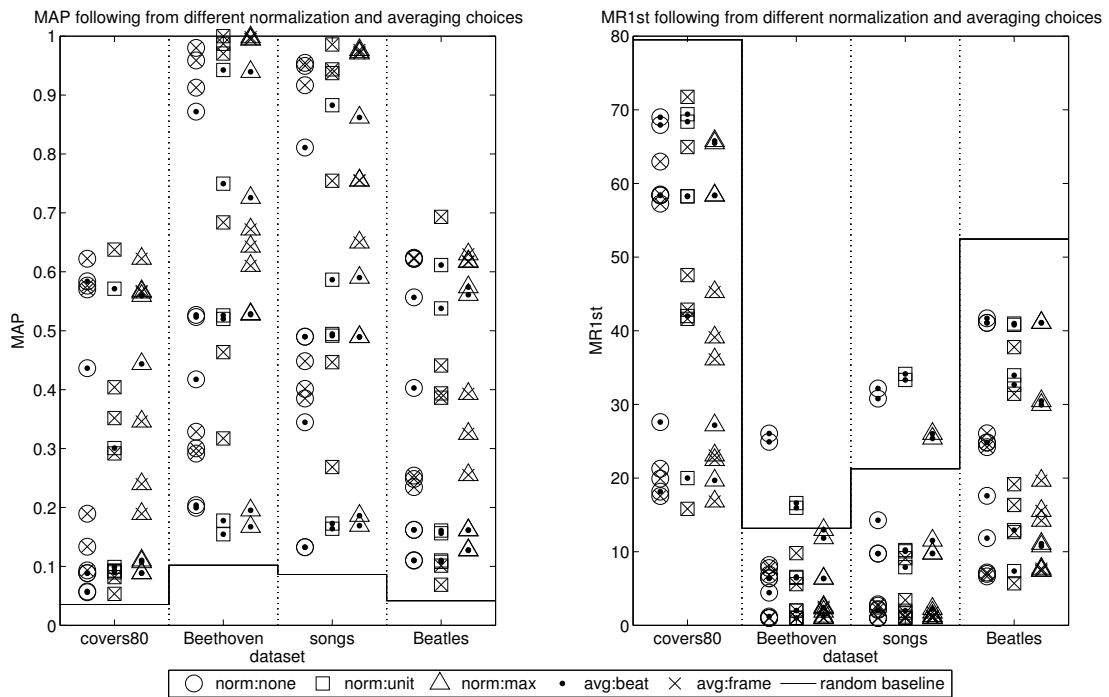 MAP following from different normalization and averaging choices
1
0.9
0.8
0.7
0.6
0.5
0.4
0.3
0.2
0.1
0
MAP
covers80 Beethoven songs Beatles
dataset
MR1st following from different normalization and averaging choices
80
70
60
50
40
30
20
10
0
MR1st
covers80 Beethoven songs Beatles
dataset
norm:none norm:unit norm:max avg:beat avg:frame random baseline